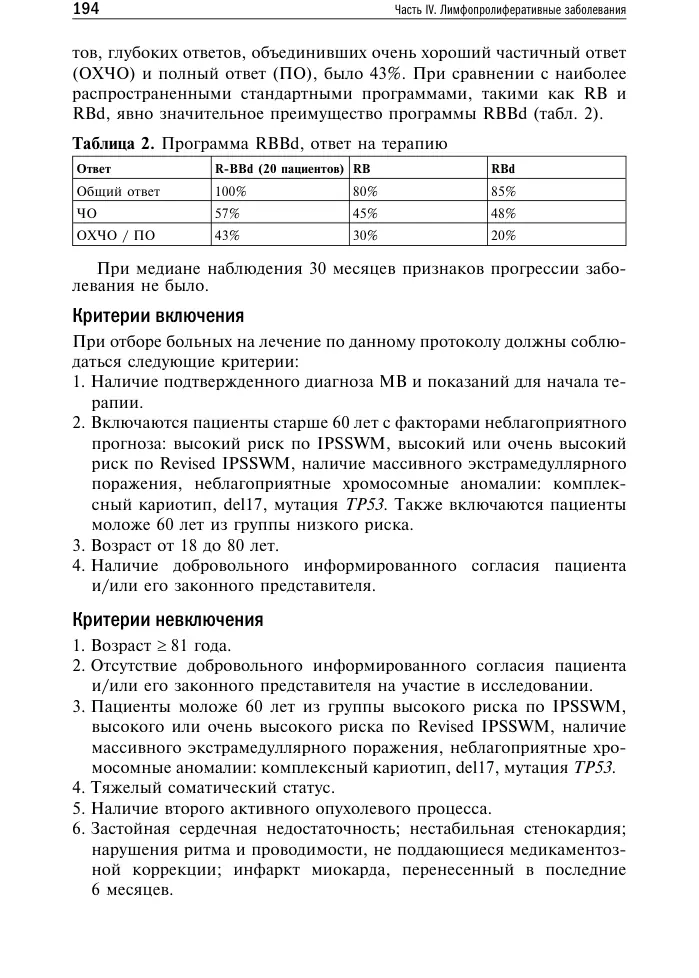 194
Часть IV. Лимфопролиферативные заболевания
тов, глубоких ответов, объединивших очень хороший частичный ответ
(ОХЧО) и полный ответ (ПО), было 43%. При сравнении с наиболее
распространенными стандартными программами, такими как RB и
RBd, явно значительное преимущество программы RBBd (табл. 2).
Таблица 2. Программа RBBd, ответ на терапию
Ответ R-BBd (20 пациентов) RB RBd
Общий ответ 100% 80% 85%
ЧО 57% 45% 48%
ОХЧО / ПО 43% 30% 20%
При медиане наблюдения 30 месяцев признаков прогрессии забо-
левания не было.
Критерии включения
При отборе больных на лечение по данному протоколу должны соблю-
даться следующие критерии:
1. Наличие подтвержденного диагноза МВ и показаний для начала те-
рапии.
2. Включаются пациенты старше 60 лет с факторами неблагоприятного
прогноза: высокий риск по IPSSWM, высокий или очень высокий
риск по Revised IPSSWM, наличие массивного экстрамедуллярного
поражения, неблагоприятные хромосомные аномалии: комплек-
сный кариотип, del17, мутация TP53. Также включаются пациенты
моложе 60 лет из группы низкого риска.
3. Возраст от 18 до 80 лет.
4. Наличие добровольного информированного согласия пациента
и/или его законного представителя.
Критерии невключения
1. Возраст ≥ 81 года.
2. Отсутствие добровольного информированного согласия пациента
и/или его законного представителя на участие в исследовании.
3. Пациенты моложе 60 лет из группы высокого риска по IPSSWM,
высокого или очень высокого риска по Revised IPSSWM, наличие
массивного экстрамедуллярного поражения, неблагоприятные хро-
мосомные аномалии: комплексный кариотип, del17, мутация TP53.
4. Тяжелый соматический статус.
5. Наличие второго активного опухолевого процесса.
6. Застойная сердечная недостаточность; нестабильная стенокардия;
нарушения ритма и проводимости, не поддающиеся медикаментоз-
ной коррекции; инфаркт миокарда, перенесенный в последние
6 месяцев.